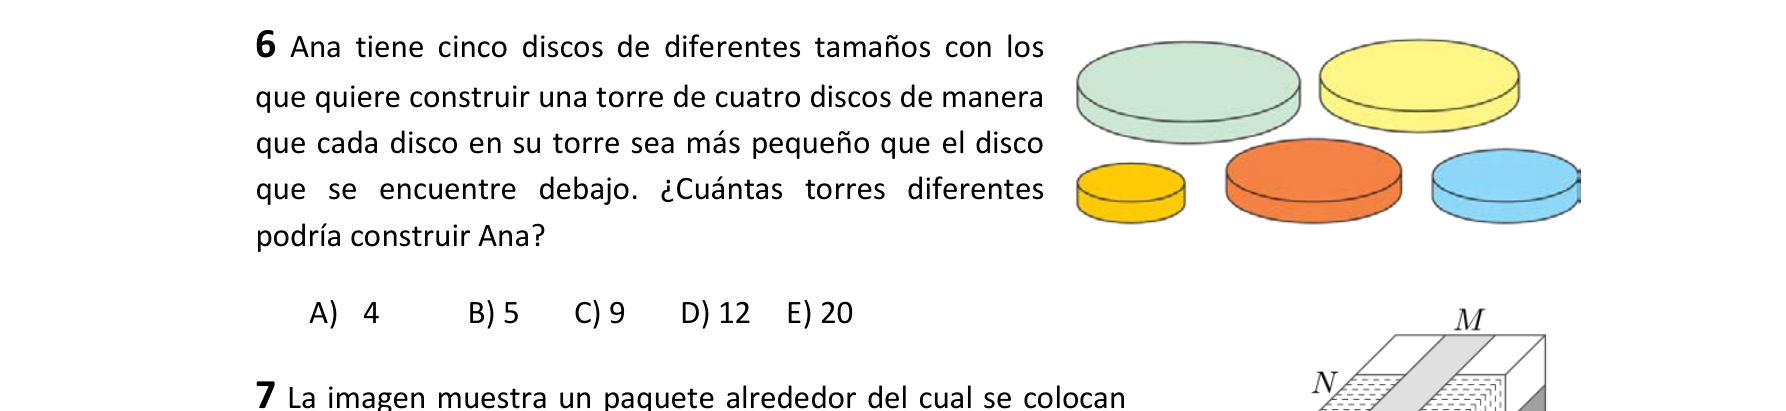 6 Ana tiene cinco discos de diferentes tamaños con los
que quiere construir una torre de cuatro discos de manera
que cada disco en su torre sea más pequeño que el disco
que se encuentre debajo. ¿Cuántas torres diferentes
podría construir Ana?
A) 4 B) 5 C) 9 D) 12 E) 20
M
N
7 La imagen muestra un paquete alrededor del cual se colocan